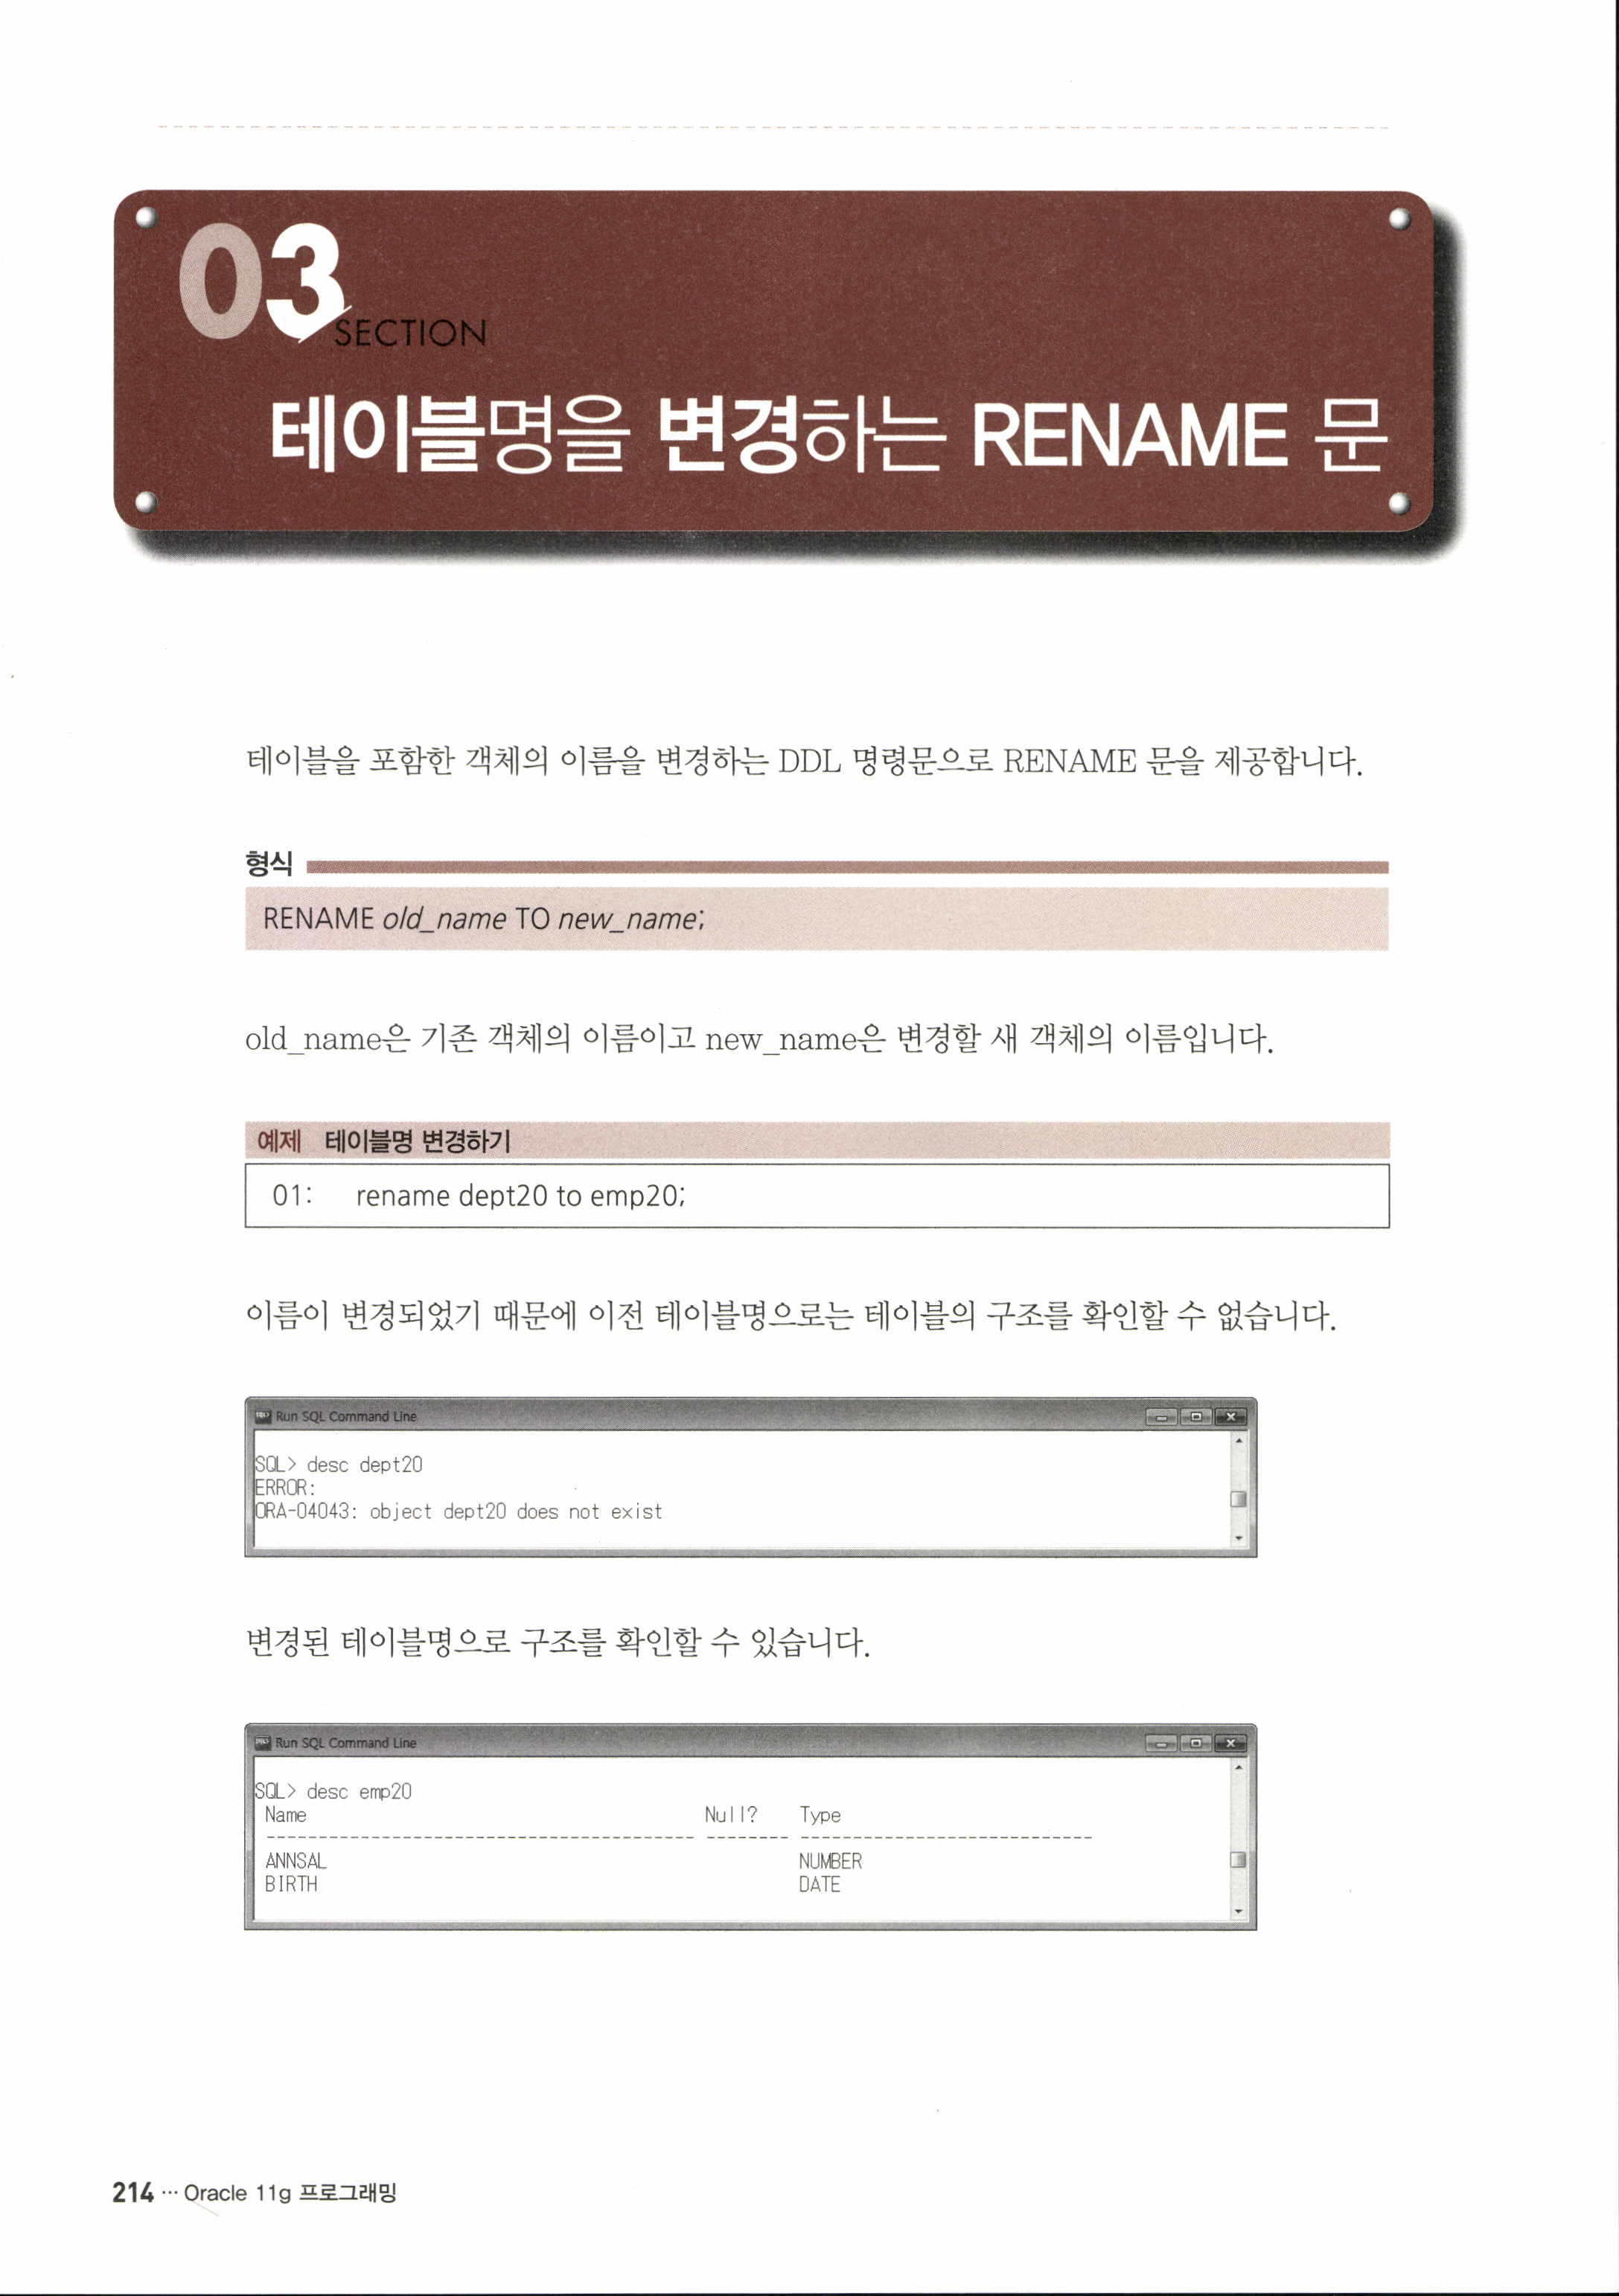 03
SECTION
테이블명을 변경하는 RENAME 문
테이블을 포함한 객체의 이름을 변경하는 DDL 명령문으로 RENAME 문을 제공합니다.
형식
RENAME old_name TO new_name;
old_name은 기존 객체의 이름이고 new_name은 변경할 새 객체의 이름입니다.
예제 테이블명 변경하기
01: rename dept20 to emp20;
이름이 변경되었기 때문에 이전 테이블명으로는 테이블의 구조를 확인할 수 없습니다.
Run SQL Command Line
SQL> desc dept20
ERROR:
ORA-04043: object dept20 does not exist
변경된 테이블명으로 구조를 확인할 수 있습니다.
Run SQL Command Line
SQL> desc emp20
Name Null? Type
----------------------------------------- -------- ----------------------------
ANNSAL NUMBER
BIRTH DATE
214 ··· Oracle 11g 프로그래밍